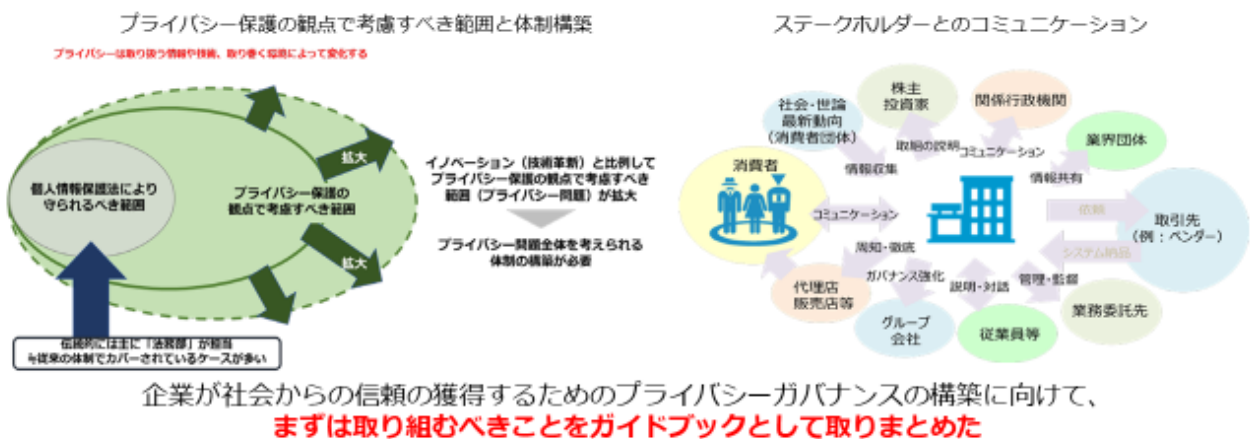 プライバシー保護の観点で考慮すべき範囲と体制構築
プライバシーは取り扱う情報や技術、取り巻く環境によって変化する
個人情報保護法により
守られるべき範囲
プライバシー保護の
観点で考慮すべき範囲
拡大
拡大
イノベーション(技術革新)と比例して
プライバシー保護の観点で考慮すべき
範囲(プライバシー問題)が拡大
プライバシー問題全体を考えられる
体制の構築が必要
伝統的には主に「法務部」が担当
≒従来の体制でカバーされているケースが多い
ステークホルダーとのコミュニケーション
社会・世論
最新動向
(消費者団体)
株主
投資家
関係行政機関
業界団体
消費者
情報収集
取組の説明
コミュニケーション
情報共有
コミュニケーション
依頼
取引先
(例:ベンダー)
システム納品
周知・徹底
ガバナンス強化
説明・対話
管理・監督
代理店
販売店等
グループ
会社
従業員等
業務委託先
企業が社会からの信頼の獲得するためのプライバシーガバナンスの構築に向けて、
まずは取り組むべきことをガイドブックとして取りまとめた